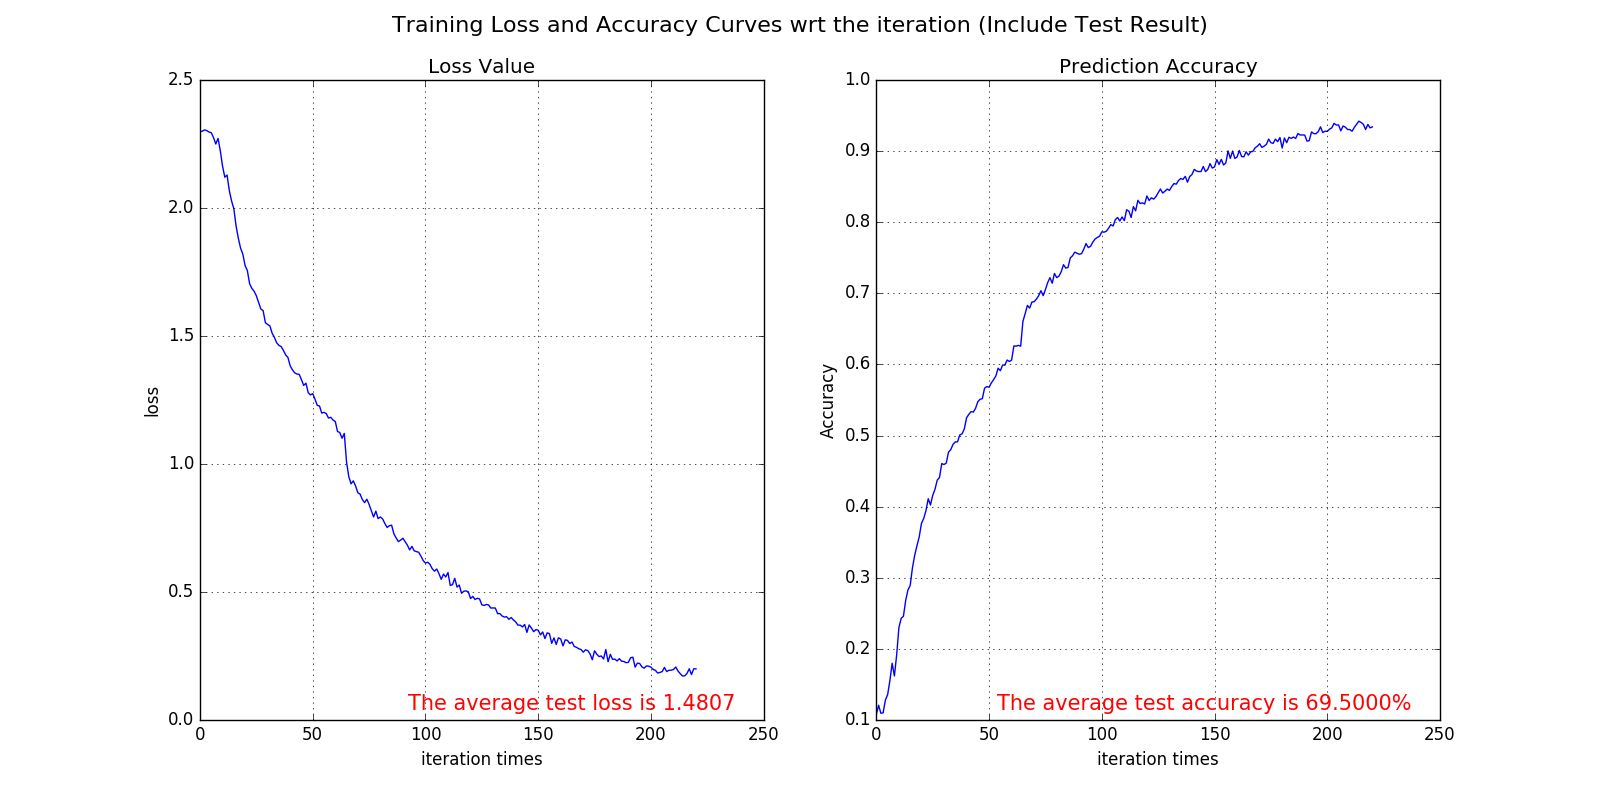 Training Loss and Accuracy Curves wrt the iteration (Include Test Result)
Loss Value
2.5
2.0
1.5
1.0
0.5
0.0
loss
0 50 100 150 200 250
iteration times
The average test loss is 1.4807
Prediction Accuracy
1.0
0.9
0.8
0.7
0.6
0.5
0.4
0.3
0.2
0.1
Accuracy
0 50 100 150 200 250
iteration times
The average test accuracy is 69.5000%